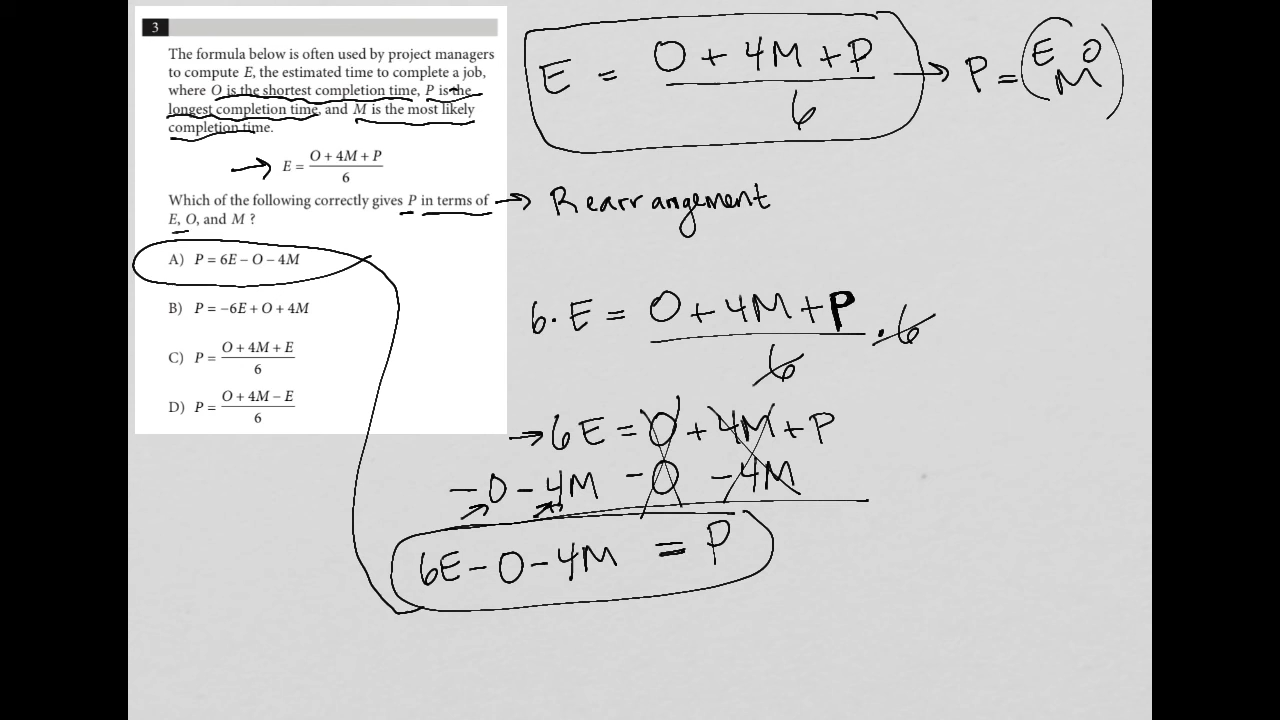 3
The formula below is often used by project managers
to compute E, the estimated time to complete a job,
where O is the shortest completion time, P is the
longest completion time, and M is the most likely
completion time.
E = (O + 4M + P)/6
Which of the following correctly gives P in terms of
E, O, and M ?
A) P = 6E – O – 4M
B) P = –6E + O + 4M
C) P = (O + 4M + E)/6
D) P = (O + 4M – E)/6
E = (O + 4M + P)/6 → P = (E O M)
→ Rearrangement
6 · E = (O + 4M + P)/6 · 6
→ 6E = O + 4M + P
– O – 4M – O – 4M
6E – O – 4M = P